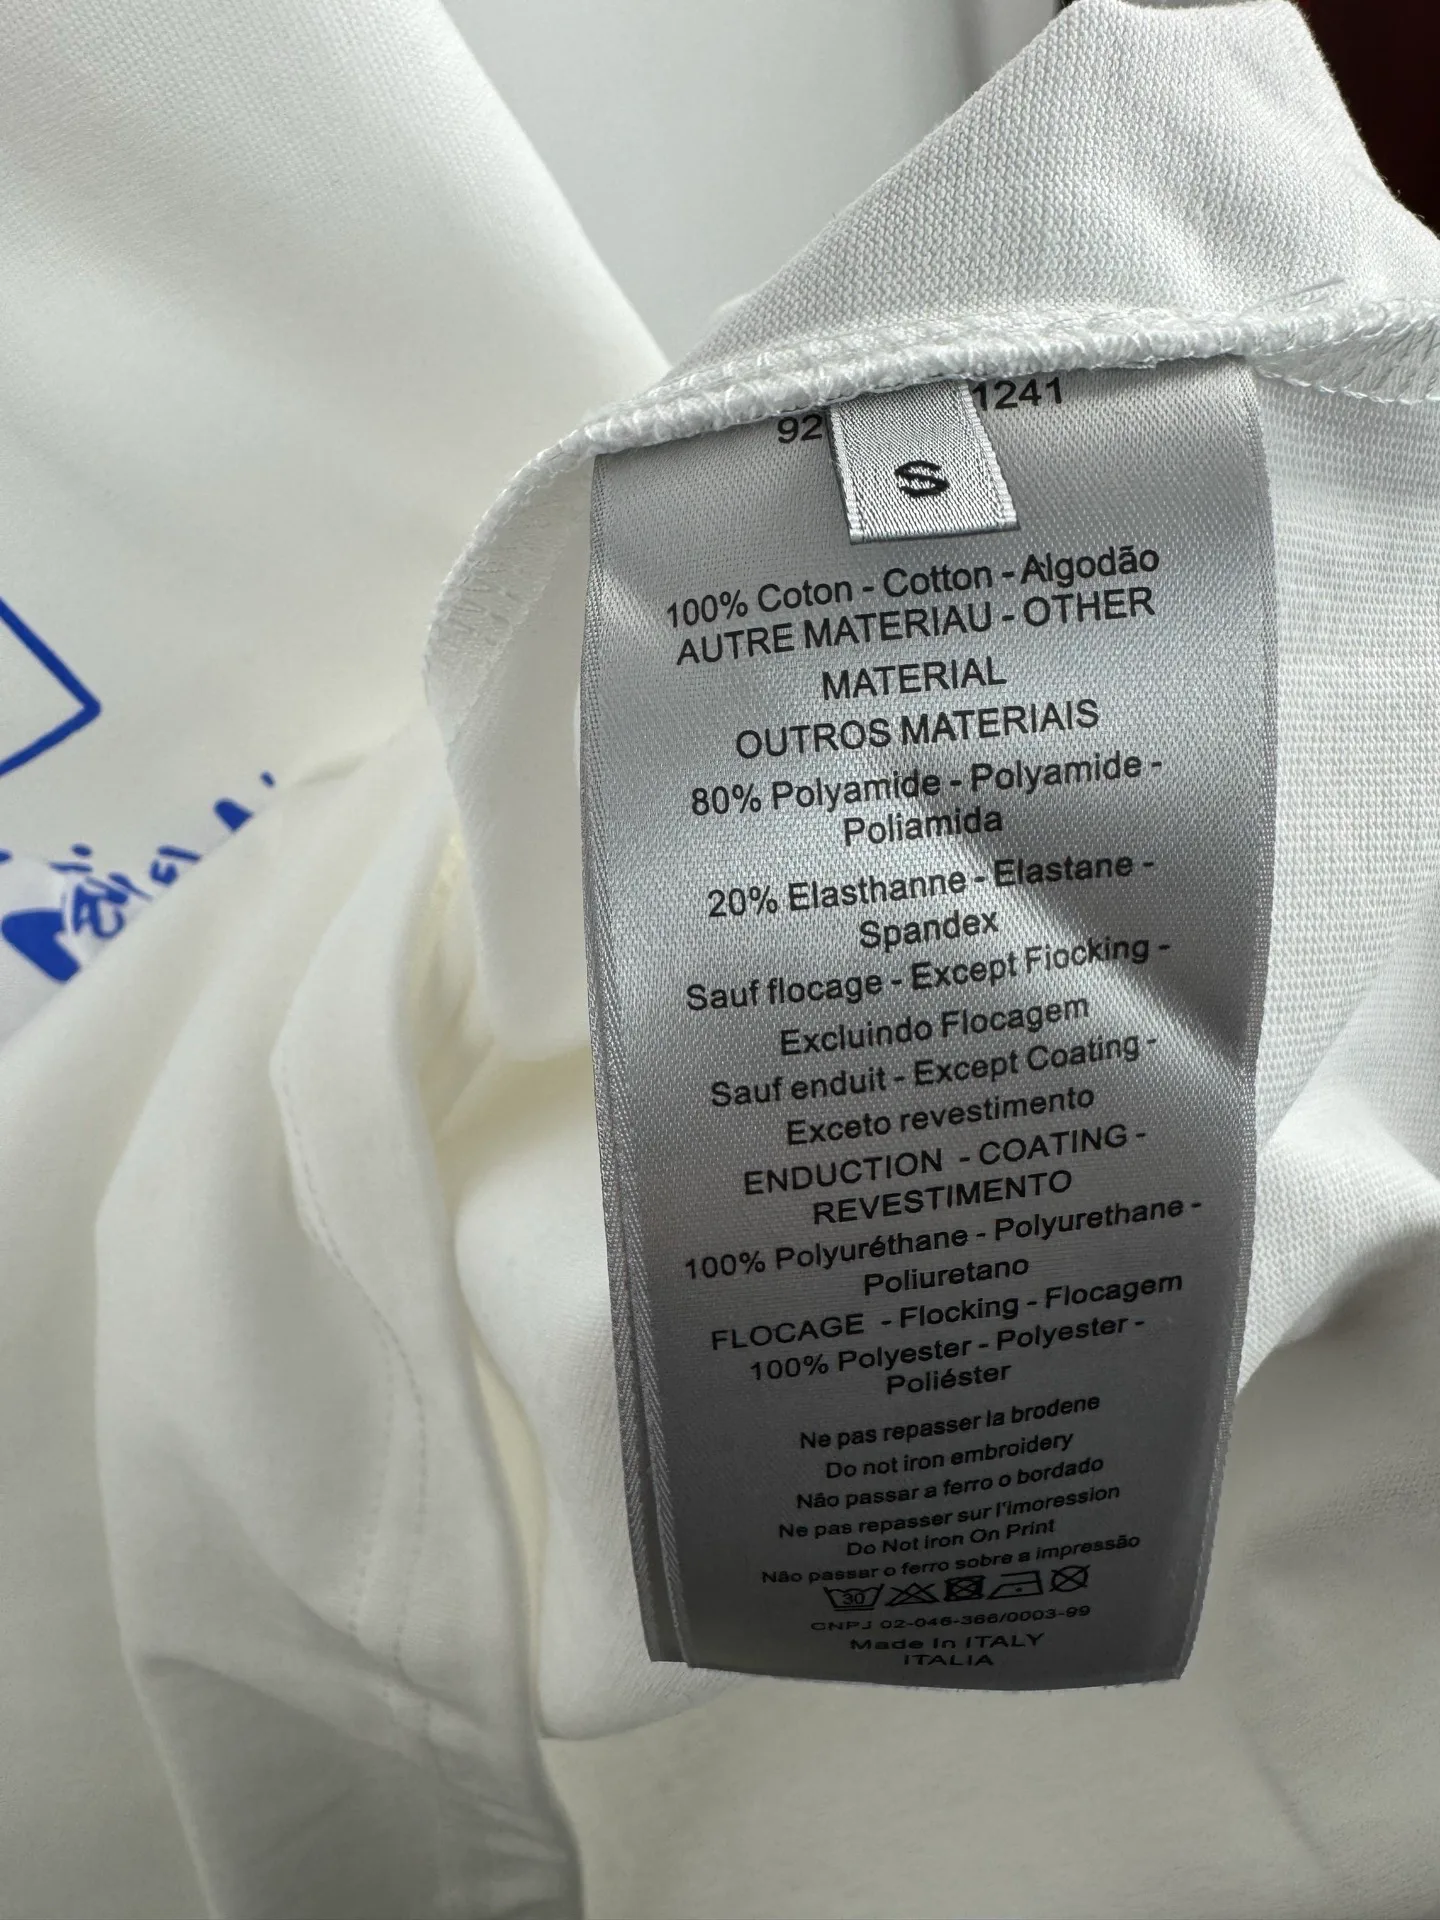 92 1241
S
100% Coton - Cotton - Algodão
AUTRE MATERIAU - OTHER
MATERIAL
OUTROS MATERIAIS
80% Polyamide - Polyamide -
Poliamida
20% Elasthanne - Elastane -
Spandex
Sauf flocage - Except Fiocking -
Excluindo Flocagem
Sauf enduit - Except Coating -
Exceto revestimento
ENDUCTION - COATING -
REVESTIMENTO
100% Polyuréthane - Polyurethane -
Poliuretano
FLOCAGE - Flocking - Flocagem
100% Polyester - Polyester -
Poliéster
Ne pas repasser la brodene
Do not iron embroidery
Não passar a ferro o bordado
Ne pas repasser sur l'imoression
Do Not Iron On Print
Não passar o ferro sobre a impressão
30
CNPJ 02-046-366/0003-99
Made In ITALY
ITALIA